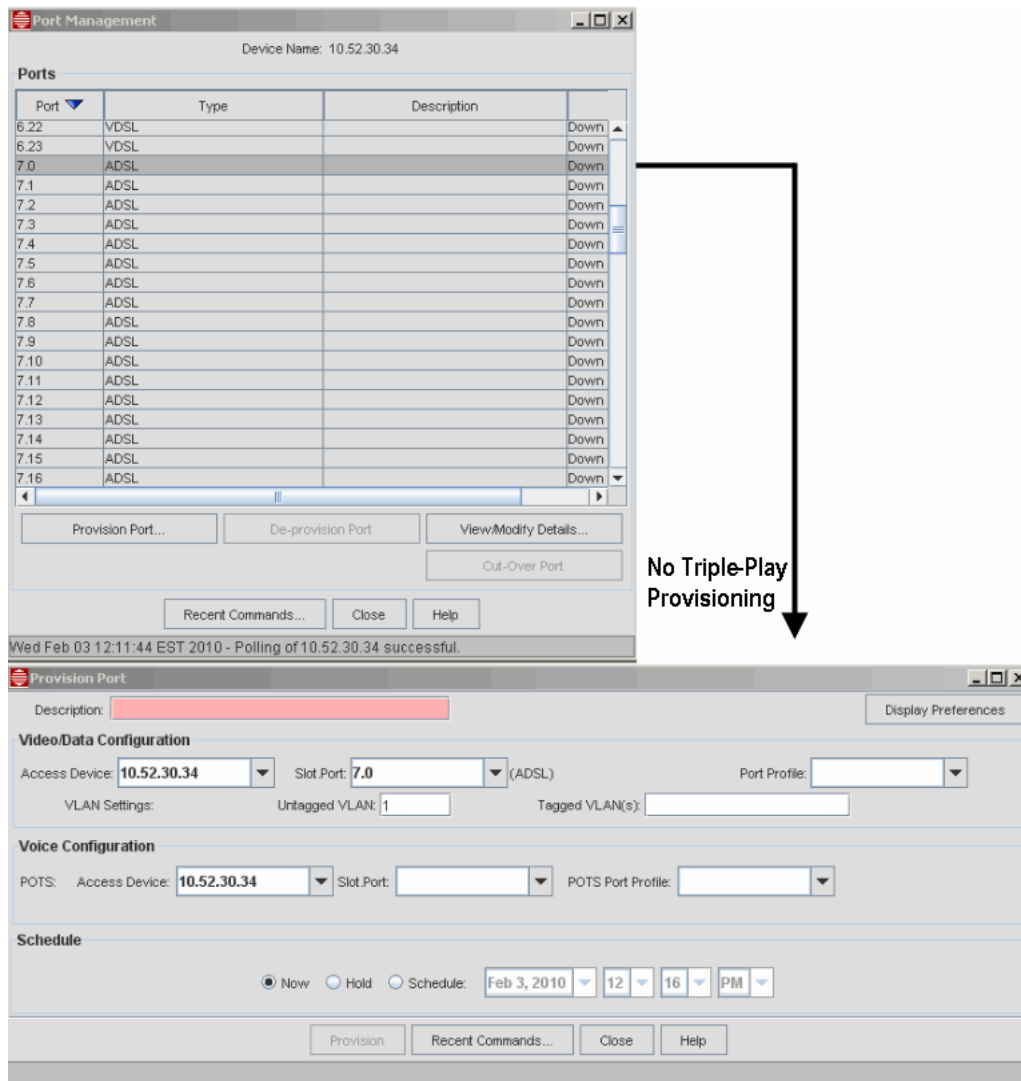 Port Management
Device Name: 10.52.30.34
Ports
Port Type Description
6.22 VDSL Down
6.23 VDSL Down
7.0 ADSL Down
7.1 ADSL Down
7.2 ADSL Down
7.3 ADSL Down
7.4 ADSL Down
7.5 ADSL Down
7.6 ADSL Down
7.7 ADSL Down
7.8 ADSL Down
7.9 ADSL Down
7.10 ADSL Down
7.11 ADSL Down
7.12 ADSL Down
7.13 ADSL Down
7.14 ADSL Down
7.15 ADSL Down
7.16 ADSL Down
Provision Port... De-provision Port View/Modify Details...
Cut-Over Port
Recent Commands... Close Help
Wed Feb 03 12:11:44 EST 2010 - Polling of 10.52.30.34 successful.
No Triple-Play
Provisioning
Provision Port
Description: Display Preferences
Video/Data Configuration
Access Device: 10.52.30.34 Slot.Port: 7.0 (ADSL) Port Profile:
VLAN Settings: Untagged VLAN: 1 Tagged VLAN(s):
Voice Configuration
POTS: Access Device: 10.52.30.34 Slot.Port: POTS Port Profile:
Schedule
Now Hold Schedule: Feb 3, 2010 12 16 PM
Provision Recent Commands... Close Help